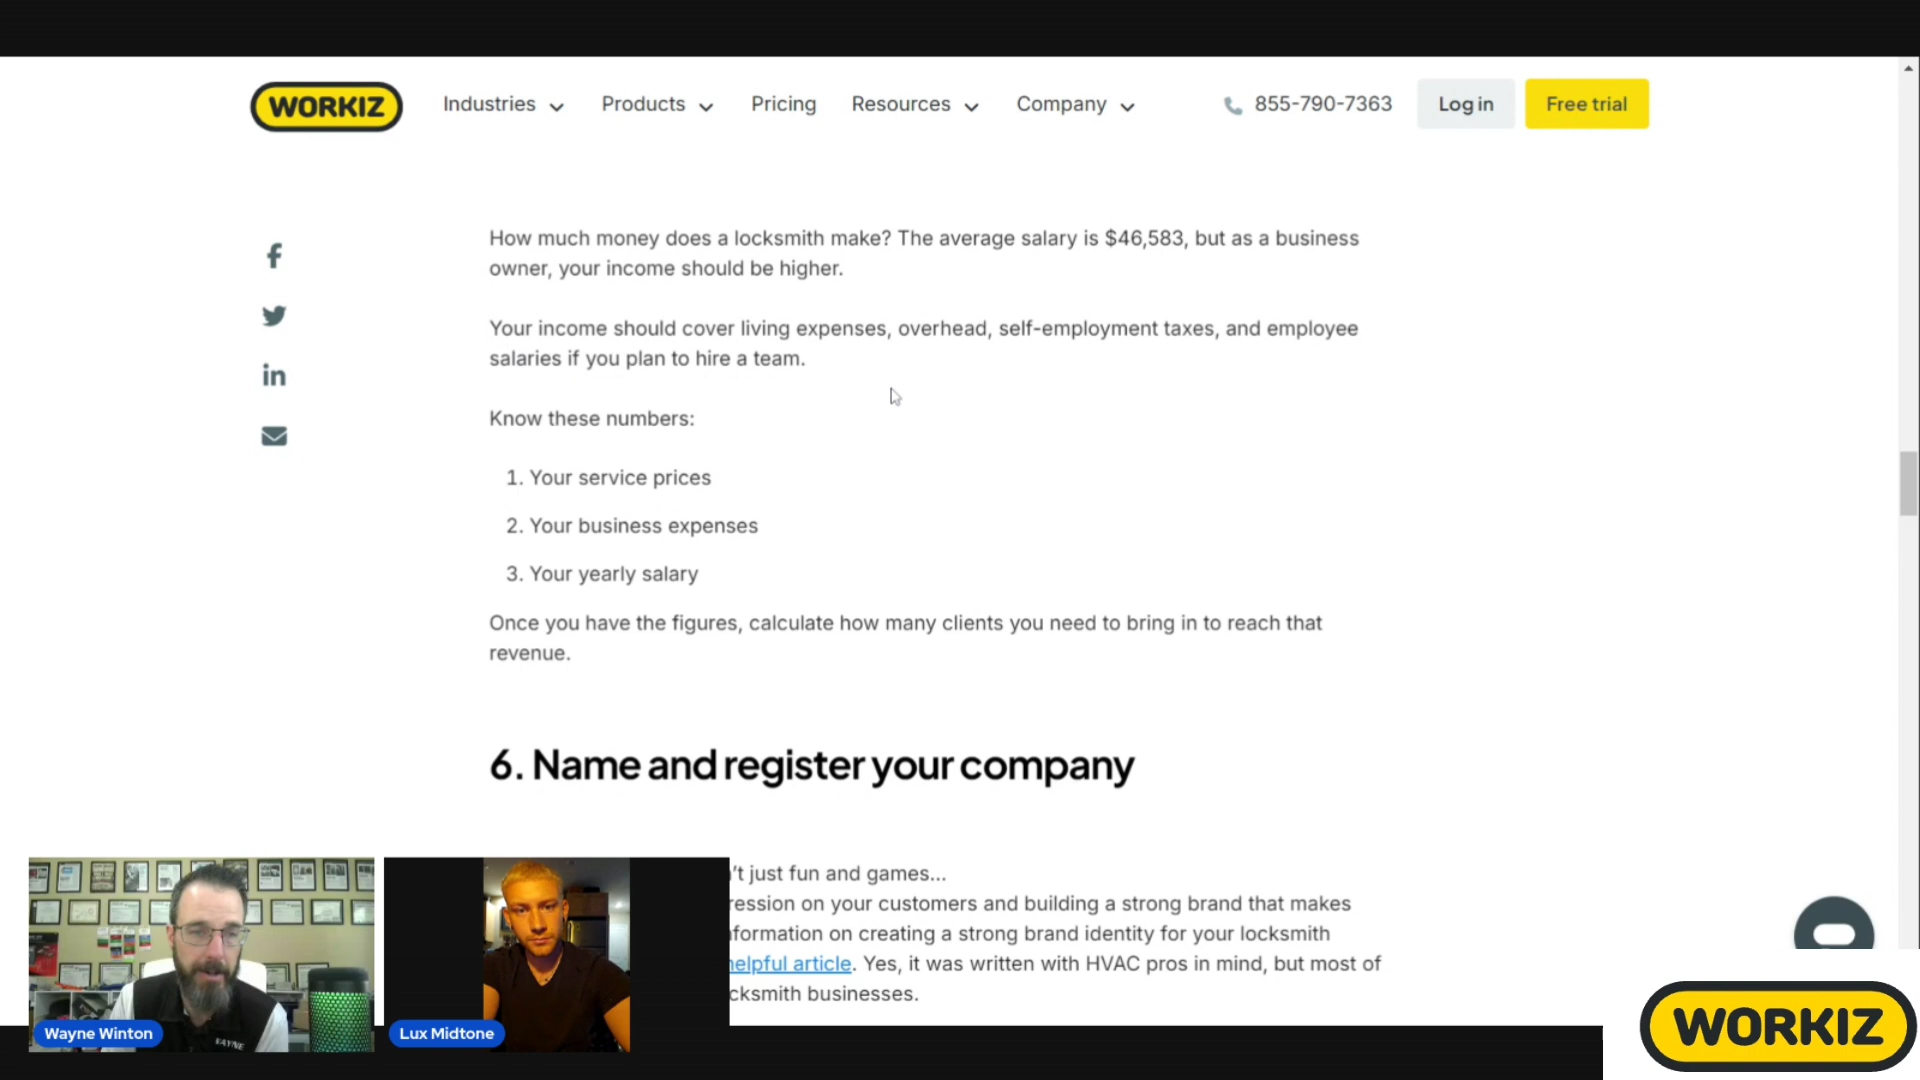 WORKIZ
Industries
Products
Pricing
Resources
Company
855-790-7363
Log in
Free trial
How much money does a locksmith make? The average salary is $46,583, but as a business
owner, your income should be higher.
Your income should cover living expenses, overhead, self-employment taxes, and employee
salaries if you plan to hire a team.
Know these numbers:
1. Your service prices
2. Your business expenses
3. Your yearly salary
Once you have the figures, calculate how many clients you need to bring in to reach that
revenue.
6. Name and register your company
't just fun and games...
ression on your customers and building a strong brand that makes
formation on creating a strong brand identity for your locksmith
helpful article. Yes, it was written with HVAC pros in mind, but most of
cksmith businesses.
WAYNE
Wayne Winton
Lux Midtone
WORKIZ